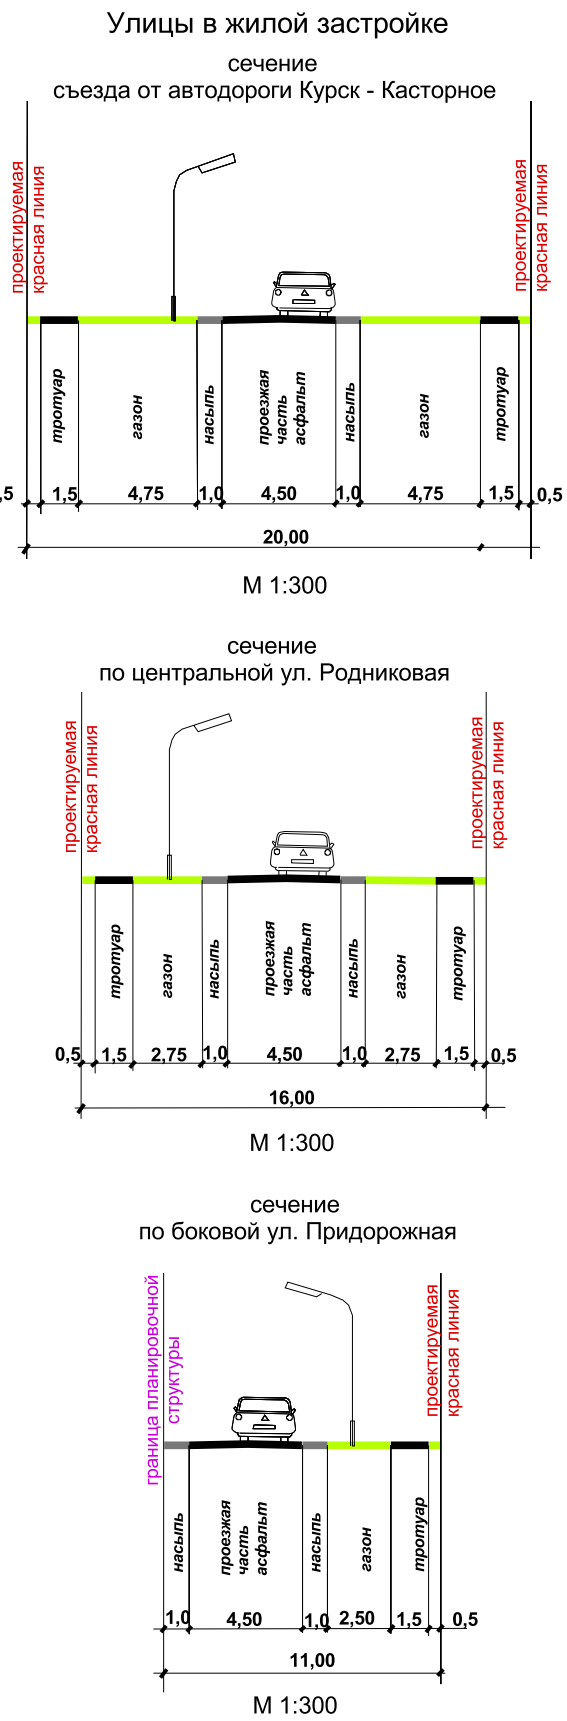 Улицы в жилой застройке
сечение
съезда от автодороги Курск - Касторное
проектируемая
красная линия
проектируемая
красная линия
тротуар
газон
насыпь
проезжая
часть
асфальт
насыпь
газон
тротуар
,5
1,5
4,75
1,0
4,50
1,0
4,75
1,5
0,5
20,00
М 1:300
сечение
по центральной ул. Родниковая
проектируемая
красная линия
проектируемая
красная линия
тротуар
газон
насыпь
проезжая
часть
асфальт
насыпь
газон
тротуар
0,5
1,5
2,75
1,0
4,50
1,0
2,75
1,5
0,5
16,00
М 1:300
сечение
по боковой ул. Придорожная
граница планировочной
структуры
проектируемая
красная линия
насыпь
проезжая
часть
асфальт
насыпь
газон
тротуар
1,0
4,50
1,0
2,50
1,5
0,5
11,00
М 1:300